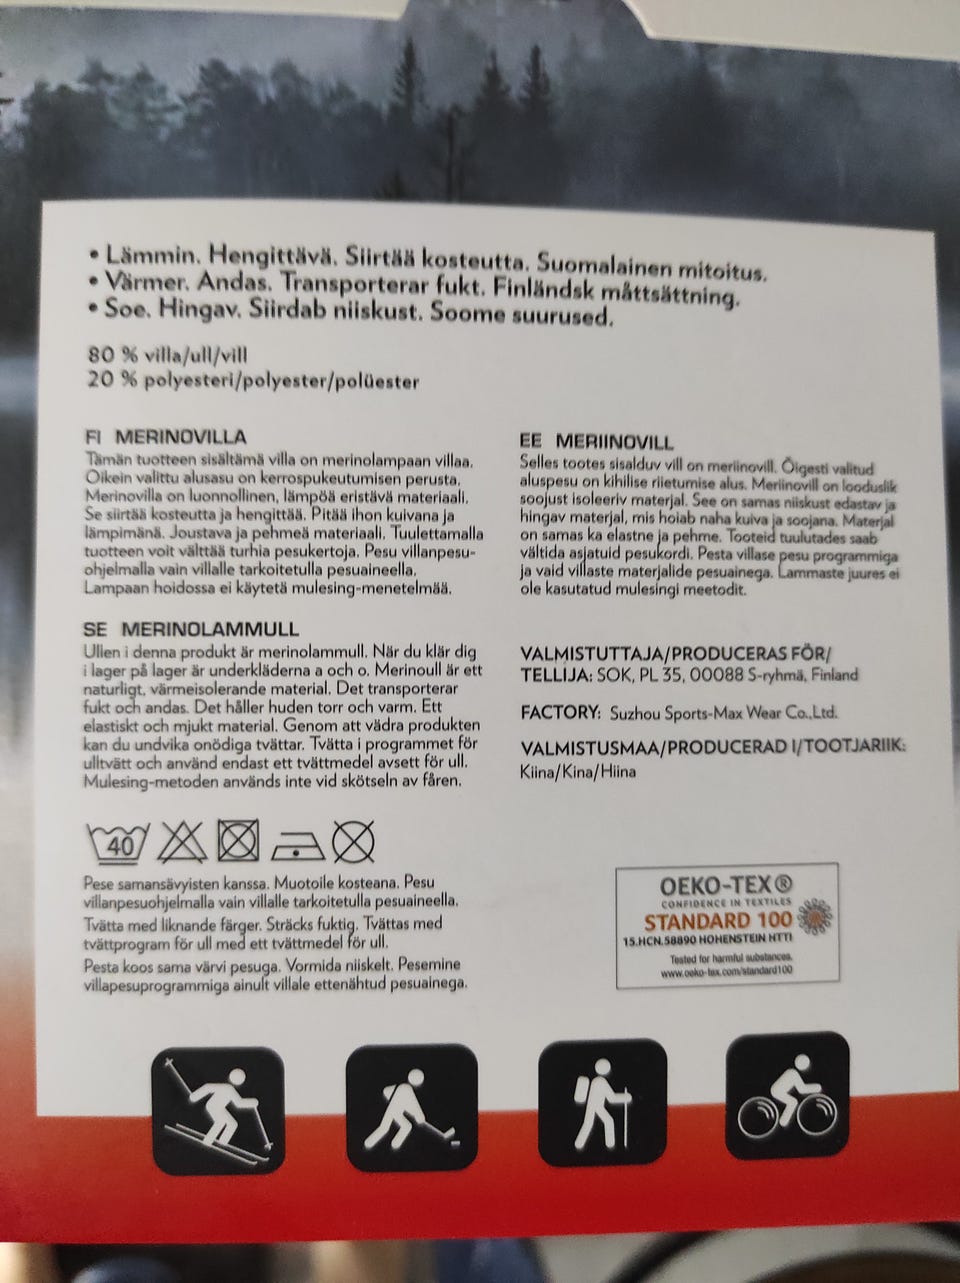 • Lämmin. Hengittävä. Siirtää kosteutta. Suomalainen mitoitus.
• Värmer. Andas. Transporterar fukt. Finländsk måttsättning.
• Soe. Hingav. Siirdab niiskust. Soome suurused.
80 % villa/ull/vill
20 % polyesteri/polyester/polüester
FI MERINOVILLA
Tämän tuotteen sisältämä villa on merinolampaan villaa.
Oikein valittu alusasu on kerrospukeutumisen perusta.
Merinovilla on luonnollinen, lämpöä eristävä materiaali.
Se siirtää kosteutta ja hengittää. Pitää ihon kuivana ja
lämpimänä. Joustava ja pehmeä materiaali. Tuulettamalla
tuotteen voit välttää turhia pesukertoja. Pesu villanpesu-
ohjelmalla vain villalle tarkoitetulla pesuaineella.
Lampaan hoidossa ei käytetä mulesing-menetelmää.
SE MERINOLAMMULL
Ullen i denna produkt är merinolammull. När du klär dig
i lager på lager är underkläderna a och o. Merinoull är ett
naturligt, värmeisolerande material. Det transporterar
fukt och andas. Det håller huden torr och varm. Ett
elastiskt och mjukt material. Genom att vädra produkten
kan du undvika onödiga tvättar. Tvätta i programmet för
ulltvätt och använd endast ett tvättmedel avsett för ull.
Mulesing-metoden används inte vid skötseln av fåren.
40
Pese samansävyisten kanssa. Muotoile kosteana. Pesu
villanpesuohjelmalla vain villalle tarkoitetulla pesuaineella.
Tvätta med liknande färger. Sträcks fuktig. Tvättas med
tvättprogram för ull med ett tvättmedel för ull.
Pesta koos sama värvi pesuga. Vormida niiskelt. Pesemine
villapesuprogrammiga ainult villale ettenähtud pesuainega.
EE MERIINOVILL
Selles tootes sisalduv vill on meriinovill. Õigesti valitud
aluspesu on kihilise riietumise alus. Meriinovill on looduslik
soojust isoleeriv materjal. See on samas niiskust edastav ja
hingav materjal, mis hoiab naha kuiva ja soojana. Materjal
on samas ka elastne ja pehme. Tooteid tuulutades saab
vältida asjatuid pesukordi. Pesta villase pesu programmiga
ja vaid villaste materjalide pesuainega. Lammaste juures ei
ole kasutatud mulesingi meetodit.
VALMISTUTTAJA/PRODUCERAS FÖR/
TELLIJA: SOK, PL 35, 00088 S-ryhmä, Finland
FACTORY: Suzhou Sports-Max Wear Co.,Ltd.
VALMISTUSMAA/PRODUCERAD I/TOOTJARIIK:
Kiina/Kina/Hiina
OEKO-TEX®
CONFIDENCE IN TEXTILES
STANDARD 100
15.HCN.58890 HOHENSTEIN HTTI
Tested for harmful substances.
www.oeko-tex.com/standard100